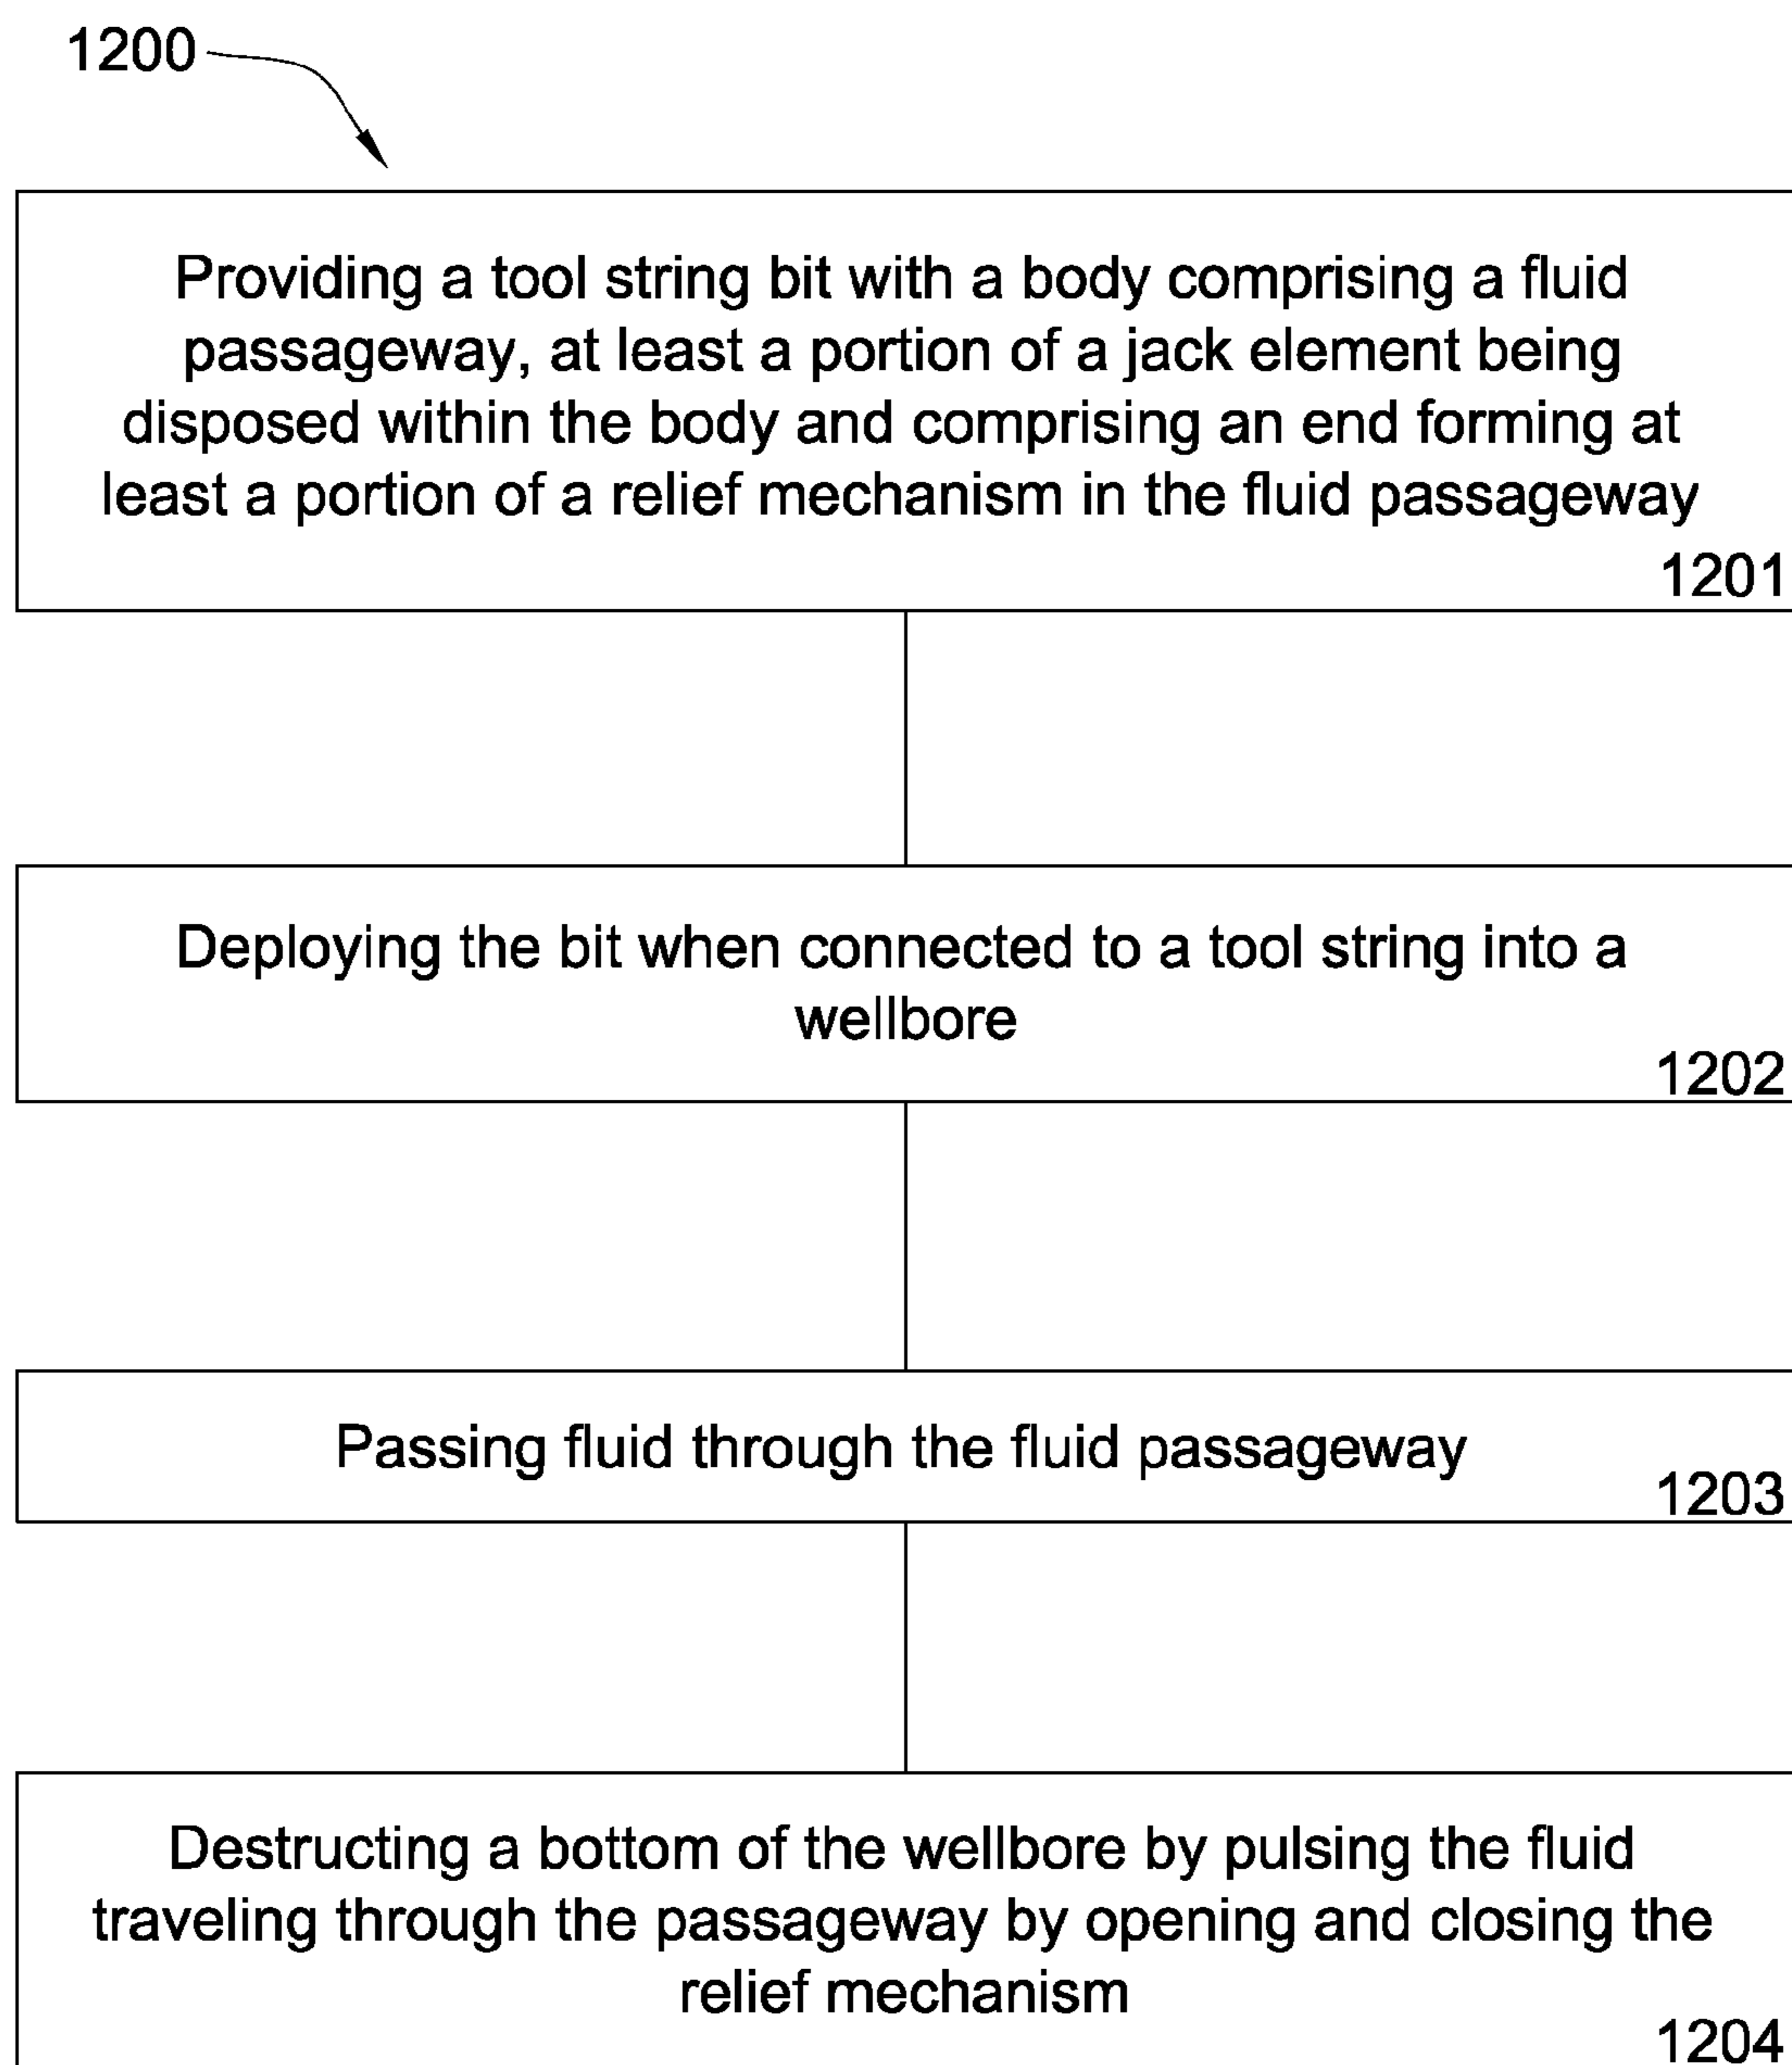 1200
Providing a tool string bit with a body comprising a fluid
passageway, at least a portion of a jack element being
disposed within the body and comprising an end forming at
least a portion of a relief mechanism in the fluid passageway
1201
Deploying the bit when connected to a tool string into a
wellbore
1202
Passing fluid through the fluid passageway
1203
Destructing a bottom of the wellbore by pulsing the fluid
traveling through the passageway by opening and closing the
relief mechanism
1204